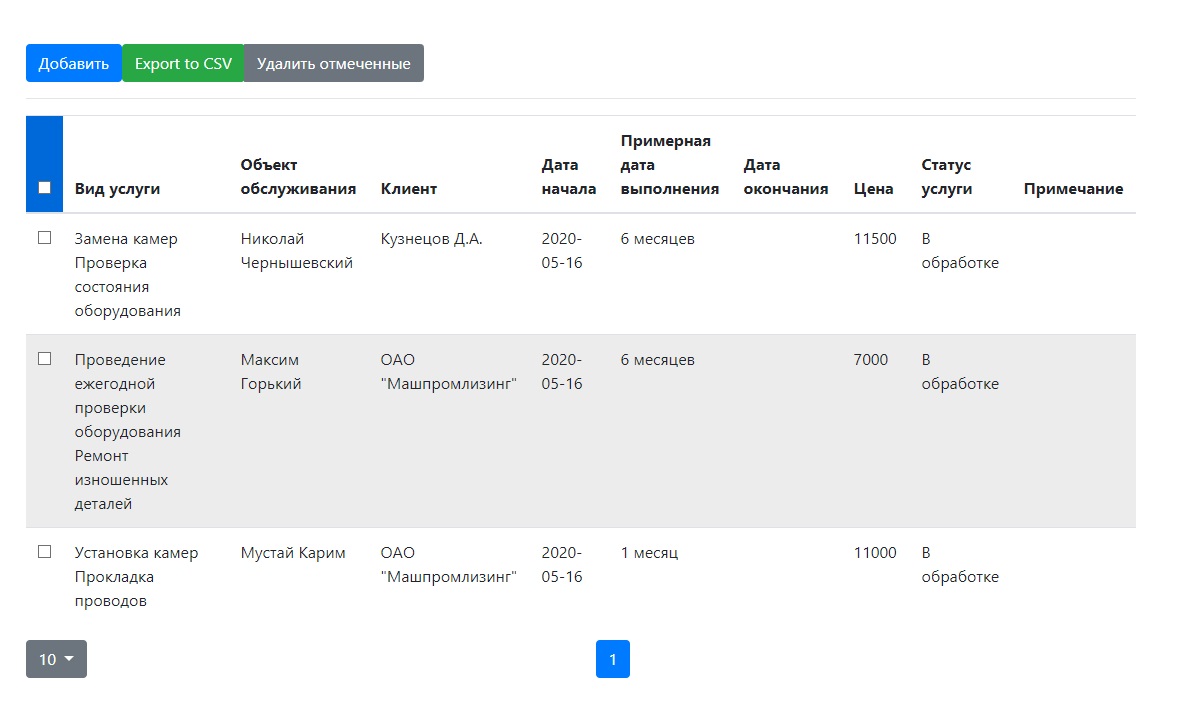 Добавить Export to CSV Удалить отмеченные
Вид услуги Объект обслуживания Клиент Дата начала Примерная дата выполнения Дата окончания Цена Статус услуги Примечание
Замена камер Николай Кузнецов Д.А. 2020- 6 месяцев 11500 В
Проверка Чернышевский 05-16 обработке
состояния
оборудования
Проведение Максим ОАО 2020- 6 месяцев 7000 В
ежегодной Горький "Машпромлизинг" 05-16 обработке
проверки
оборудования
Ремонт
изношенных
деталей
Установка камер Мустай Карим ОАО 2020- 1 месяц 11000 В
Прокладка "Машпромлизинг" 05-16 обработке
проводов
10 1